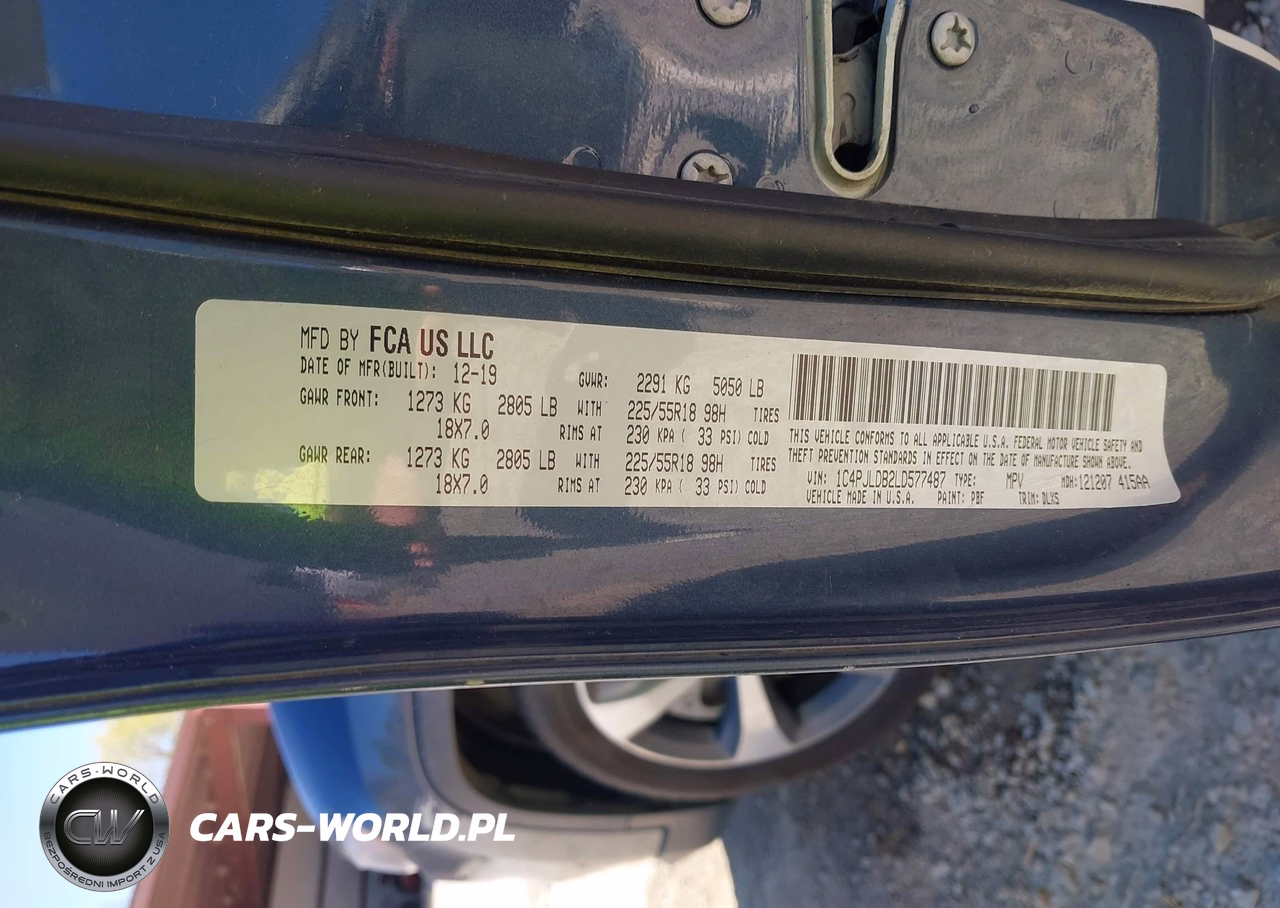 MFD BY FCA US LLC
DATE OF MFR(BUILT): 12-19 GVWR: 2291 KG 5050 LB
GAWR FRONT: 1273 KG 2805 LB WITH 225/55R18 98H TIRES
18X7.0 RIMS AT 230 KPA ( 33 PSI) COLD
GAWR REAR: 1273 KG 2805 LB WITH 225/55R18 98H TIRES
18X7.0 RIMS AT 230 KPA ( 33 PSI) COLD
THIS VEHICLE CONFORMS TO ALL APPLICABLE U.S.A. FEDERAL MOTOR VEHICLE SAFETY AND
THEFT PREVENTION STANDARDS IN EFFECT ON THE DATE OF MANUFACTURE SHOWN ABOVE.
VIN: 1C4PJLDB2LD577487 TYPE: MPV MDH:121207 415AA
VEHICLE MADE IN U.S.A. PAINT: PBF TRIM: DLXS
CARS-WORLD
CW
BEZPOŚREDNI IMPORT Z USA
CARS-WORLD.PL